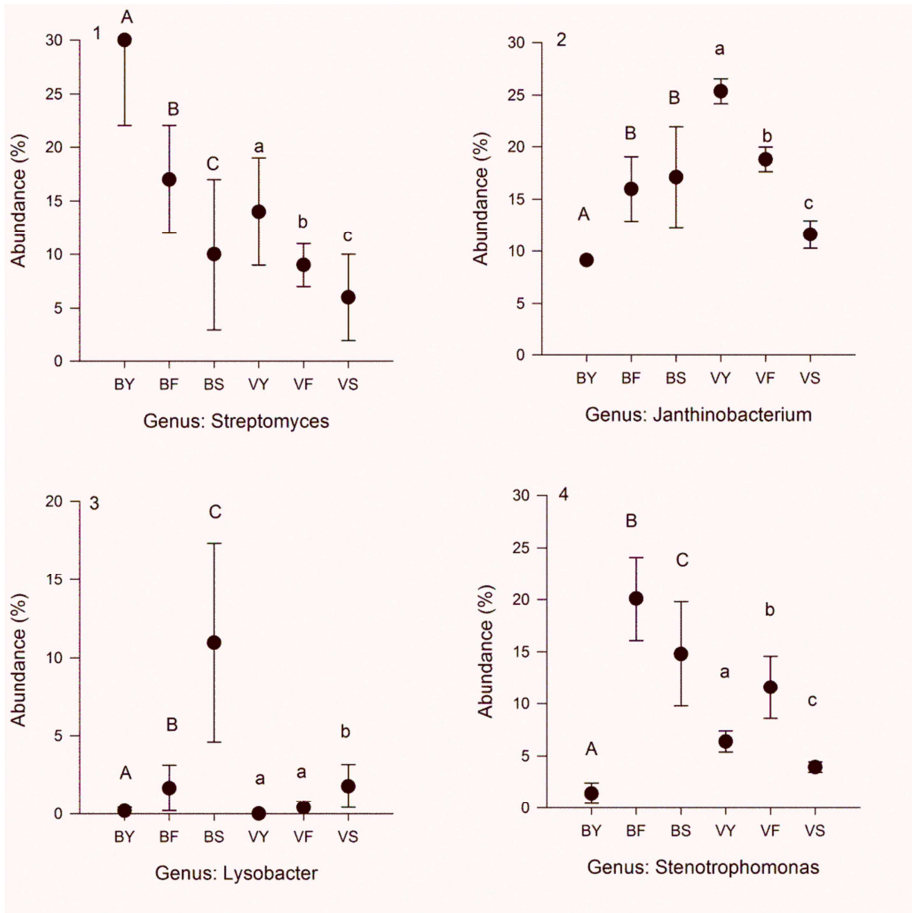 1
A
B
C
a
b
c
30
25
20
15
10
5
0
Abundance (%)
BY BF BS VY VF VS
Genus: Streptomyces
2
A
B
B
a
b
c
30
25
20
15
10
5
0
Abundance (%)
BY BF BS VY VF VS
Genus: Janthinobacterium
3
A
B
C
a
a
b
20
15
10
5
0
Abundance (%)
BY BF BS VY VF VS
Genus: Lysobacter
4
A
B
C
a
b
c
30
25
20
15
10
5
0
Abundance (%)
BY BF BS VY VF VS
Genus: Stenotrophomonas